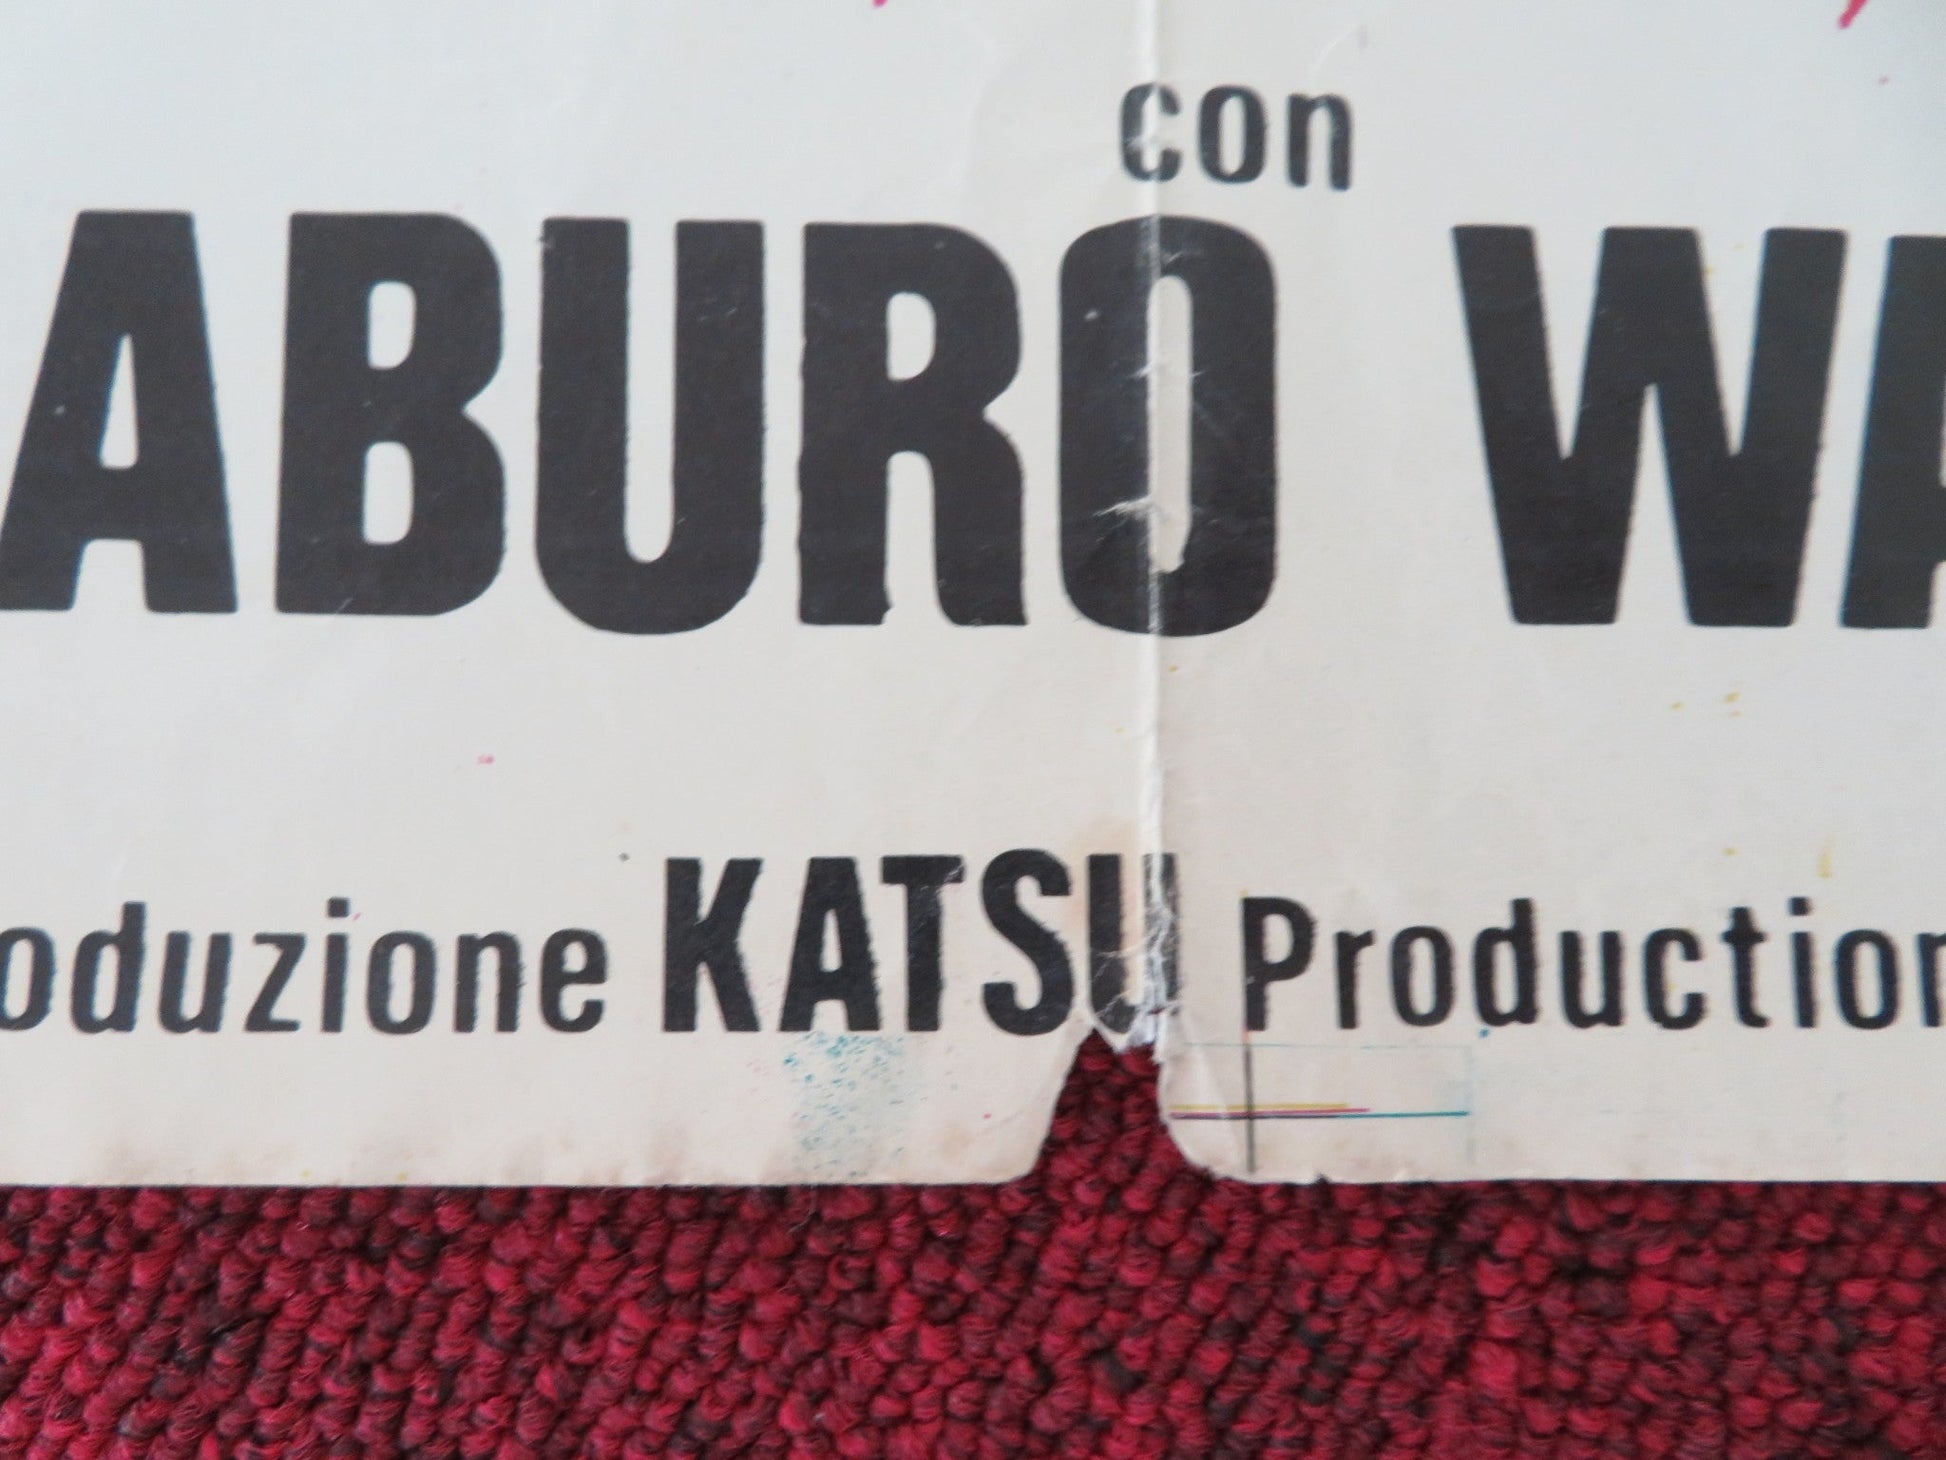 con
ABURO WA
oduzione KATSU Production